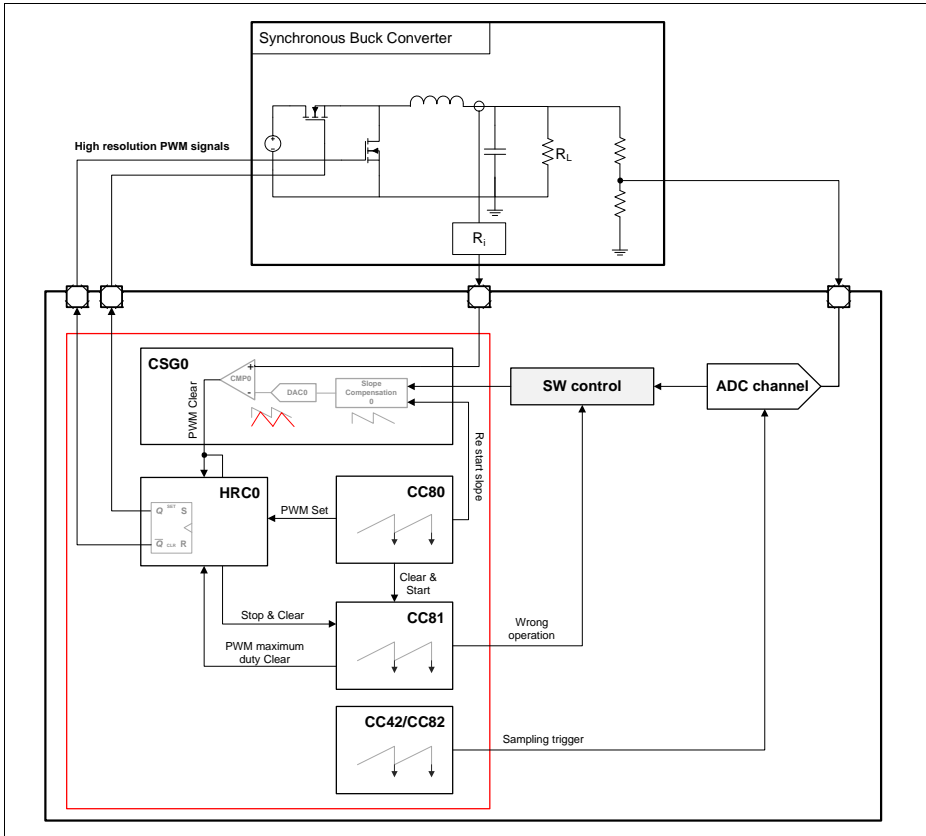 Synchronous Buck Converter
High resolution PWM signals
+
-
RL
Ri
CSG0
+
CMP0
-
DAC0
Slope
Compensation
0
SW control
ADC channel
PWM Clear
Re start slope
HRC0
Q SET S
Q CLR R
CC80
PWM Set
Clear &
Start
Stop & Clear
CC81
PWM maximum
duty Clear
Wrong
operation
CC42/CC82
Sampling trigger